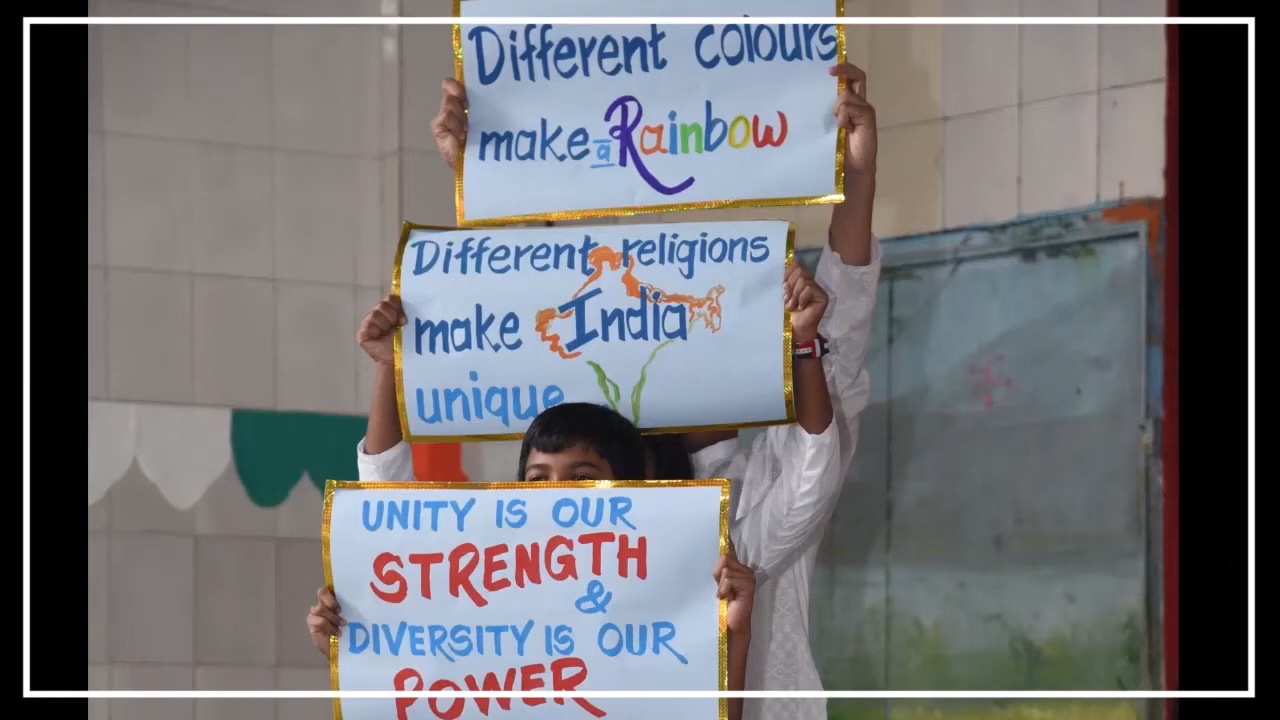 Different colours
make a Rainbow
Different religions
make India
unique
UNITY IS OUR
STRENGTH
&
DIVERSITY IS OUR
POWER